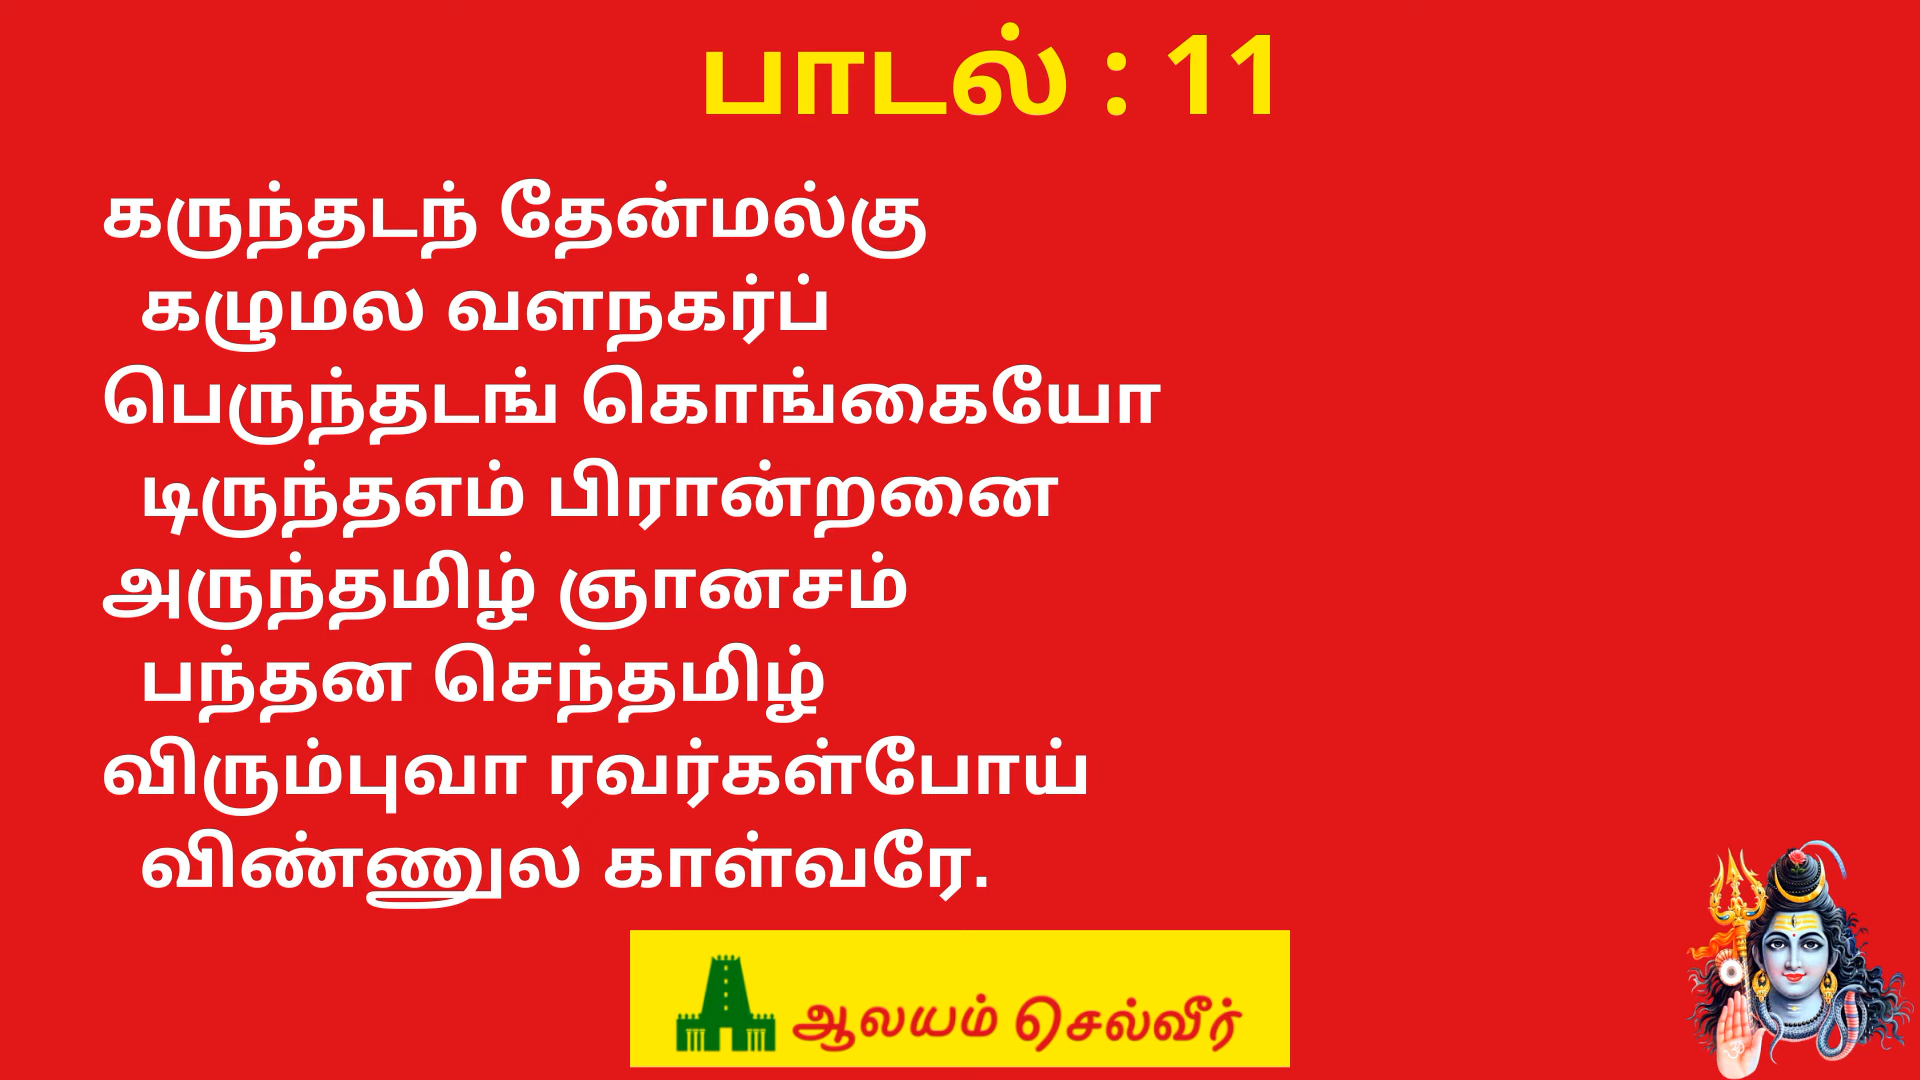 பாடல் : 11
கருந்தடந் தேன்மல்கு
கழுமல வளநகர்ப்
பெருந்தடங் கொங்கையோ
டிருந்தஎம் பிரான்றனை
அருந்தமிழ் ஞானசம்
பந்தன செந்தமிழ்
விரும்புவா ரவர்கள்போய்
விண்ணுல காள்வரே.
ஆலயம் செல்வீர்